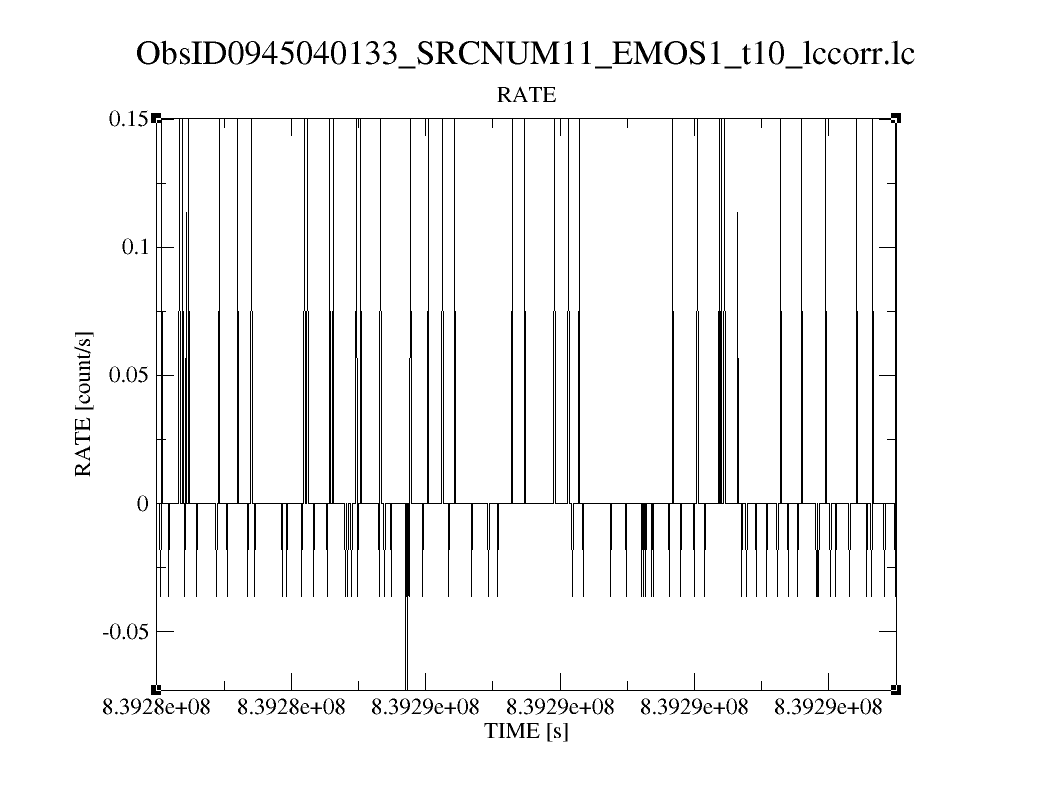 ObsID0945040133_SRCNUM11_EMOS1_t10_lccorr.lc
RATE
0.15
0.1
0.05
0
-0.05
RATE [count/s]
8.3928e+08 8.3928e+08 8.3929e+08 8.3929e+08 8.3929e+08 8.3929e+08
TIME [s]